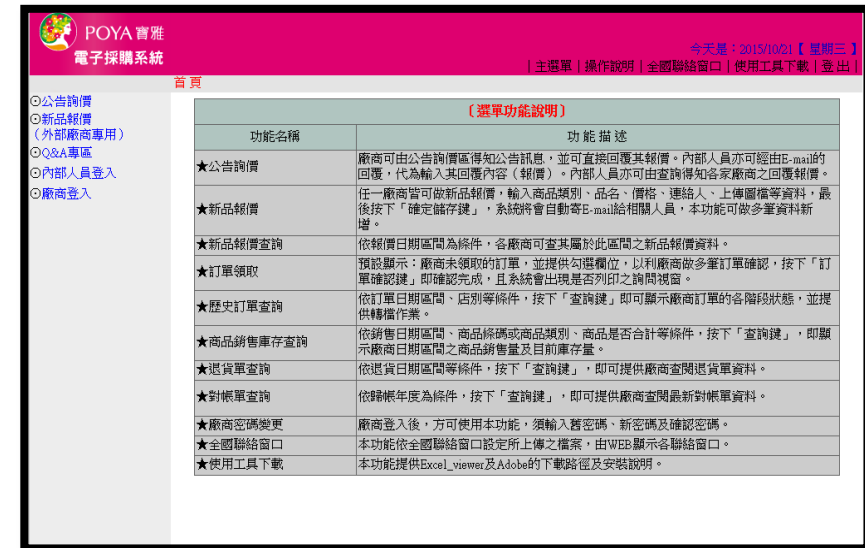 POYA 寶雅
電子採購系統
今天是：2015/10/21【 星期三 】
| 主選單 | 操作說明 | 全國聯絡窗口 | 使用工具下載 | 登 出 |
首 頁
⊙公告詢價
⊙新品報價
（外部廠商專用）
⊙Q&A專區
⊙內部人員登入
⊙廠商登入
〔選單功能說明〕
功能名稱 功 能 描 述
★公告詢價
廠商可由公告詢價區得知公告訊息，並可直接回覆其報價。內部人員亦可經由E-mail的
回覆，代為輸入其回覆內容（報價）。內部人員亦可由查詢得知各家廠商之回覆報價。
★新品報價
任一廠商皆可做新品報價，輸入商品類別、品名、價格、連絡人、上傳圖檔等資料，最
後按下「確定儲存鍵」，系統將會自動寄E-mail給相關人員，本功能可做多筆資料新
增。
★新品報價查詢 依報價日期區間為條件，各廠商可查其屬於此區間之新品報價資料。
★訂單領取
預設顯示：廠商未領取的訂單，並提供勾選欄位，以利廠商做多筆訂單確認，按下「訂
單確認鍵」即確認完成，且系統會出現是否列印之詢問視窗。
★歷史訂單查詢
依訂單日期區間、店別等條件，按下「查詢鍵」即可顯示廠商訂單的各階段狀態，並提
供轉檔作業。
★商品銷售庫存查詢
依銷售日期區間、商品條碼或商品類別、商品是否合計等條件，按下「查詢鍵」，即顯
示廠商日期區間之商品銷售量及目前庫存量。
★退貨單查詢 依退貨日期區間等條件，按下「查詢鍵」，即可提供廠商查閱退貨單資料。
★對帳單查詢 依歸帳年度為條件，按下「查詢鍵」，即可提供廠商查閱最新對帳單資料。
★廠商密碼變更 廠商登入後，方可使用本功能，須輸入舊密碼、新密碼及確認密碼。
★全國聯絡窗口 本功能依全國聯絡窗口設定所上傳之檔案，由WEB顯示各聯絡窗口。
★使用工具下載 本功能提供Excel_viewer及Adobe的下載路徑及安裝說明。